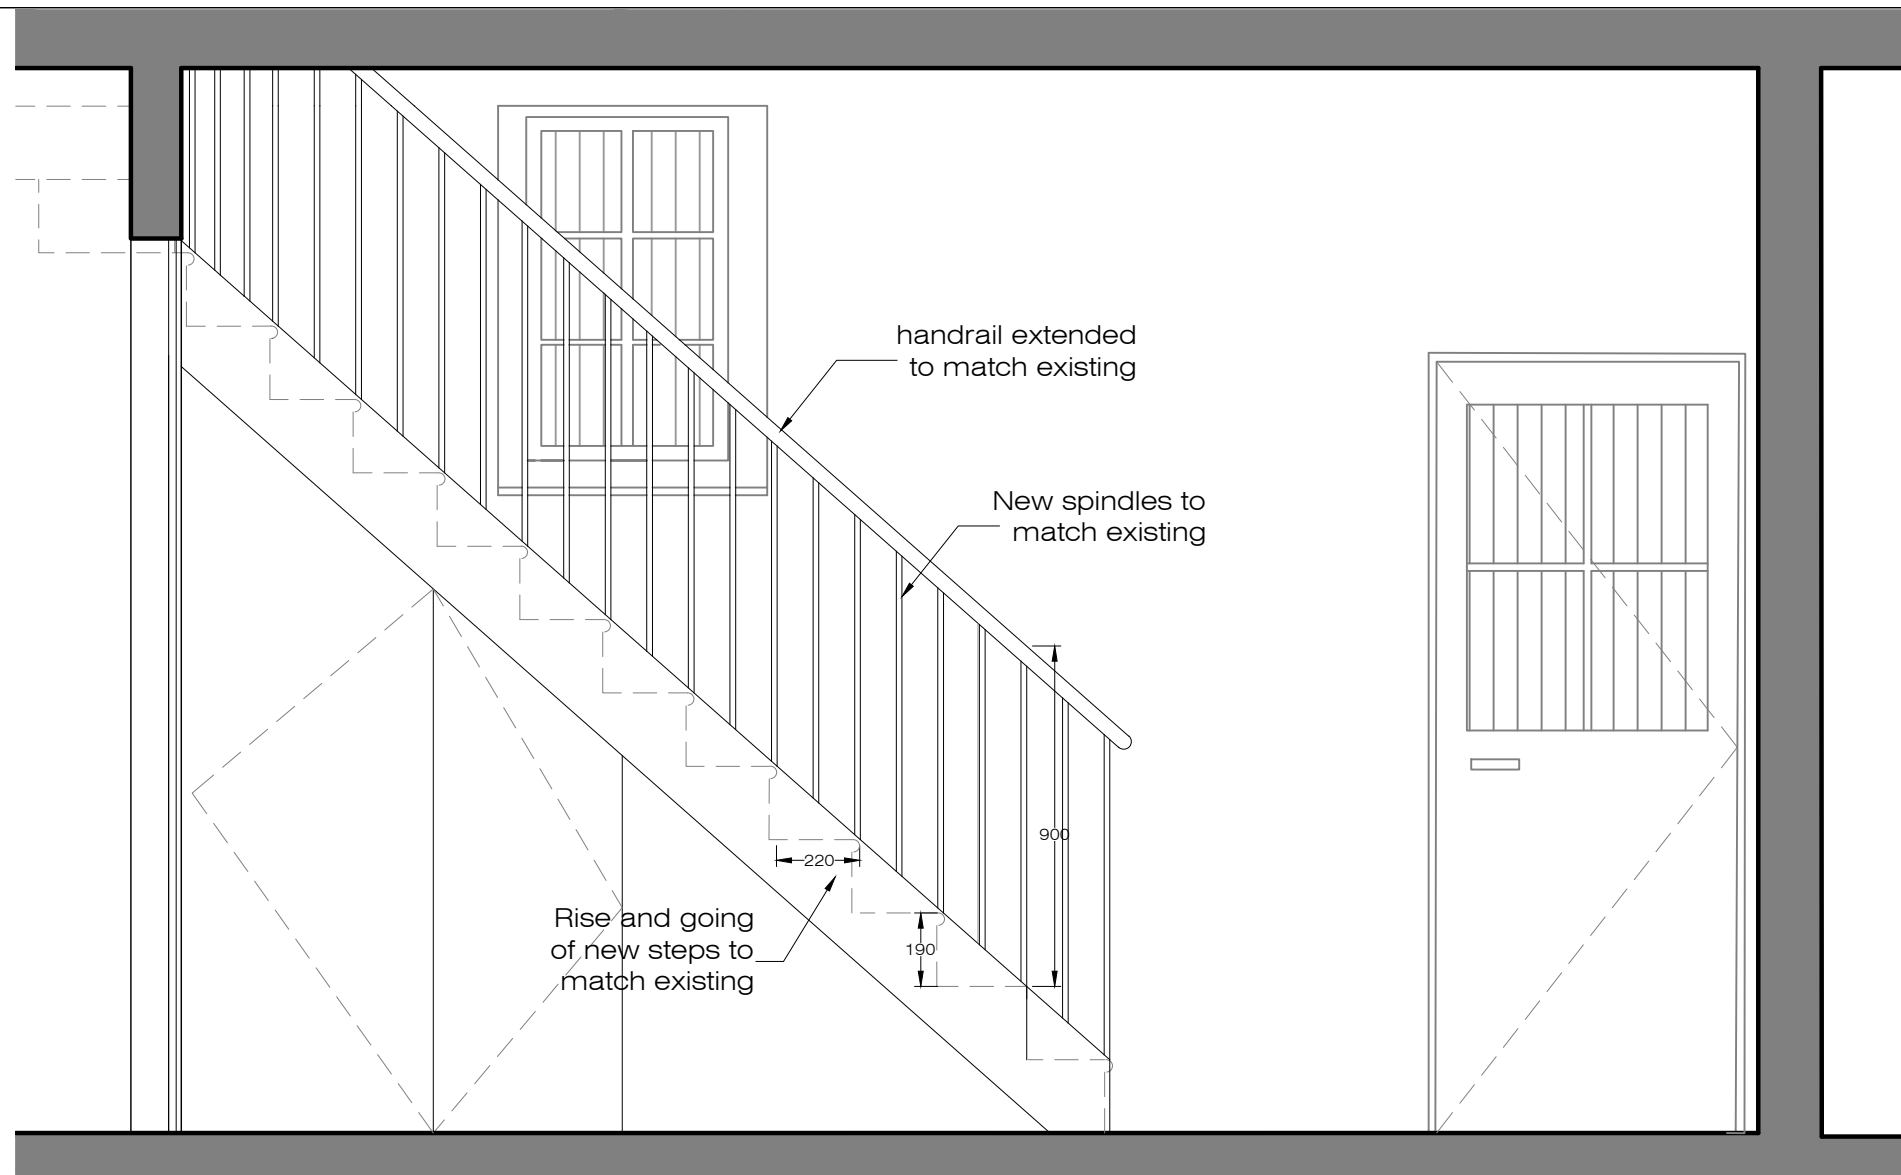 handrail extended
to match existing
New spindles to
match existing
900
220
Rise and going
of new steps to
match existing
190